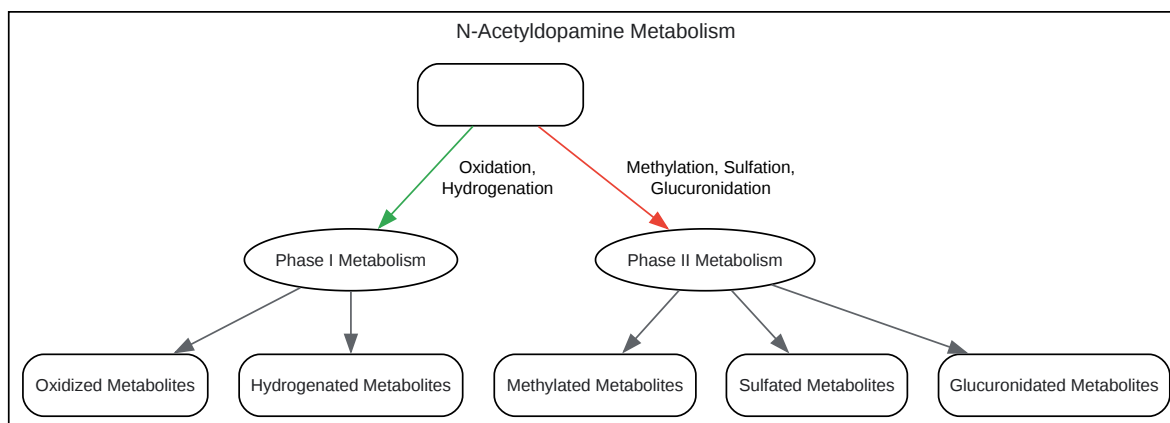 N-Acetyldopamine Metabolism
Oxidation,
Hydrogenation
Methylation, Sulfation,
Glucuronidation
Phase I Metabolism
Phase II Metabolism
Oxidized Metabolites
Hydrogenated Metabolites
Methylated Metabolites
Sulfated Metabolites
Glucuronidated Metabolites